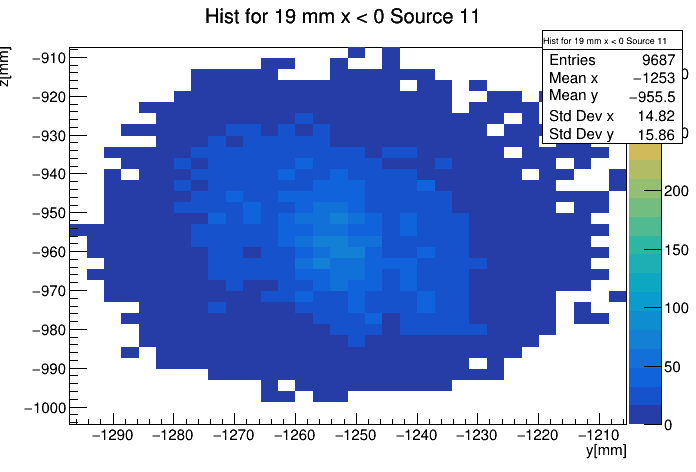 Hist for 19 mm x < 0 Source 11
Hist for 19 mm x < 0 Source 11
Entries 9687
Mean x −1253
Mean y −955.5
Std Dev x 14.82
Std Dev y 15.86
z[mm]
−910
−920
−930
−940
−950
−960
−970
−980
−990
−1000
−1290 −1280 −1270 −1260 −1250 −1240 −1230 −1220 −1210
y[mm]
200
150
100
50
0